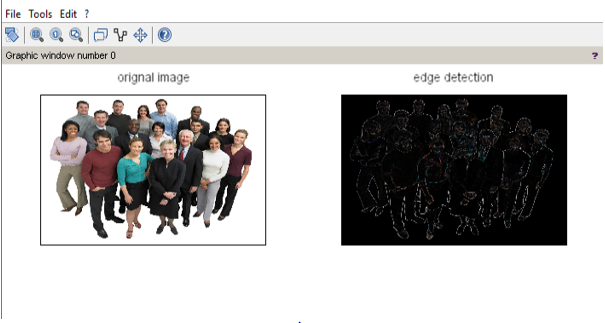 File Tools Edit ?
Graphic window number 0
?
orignal image
edge detection